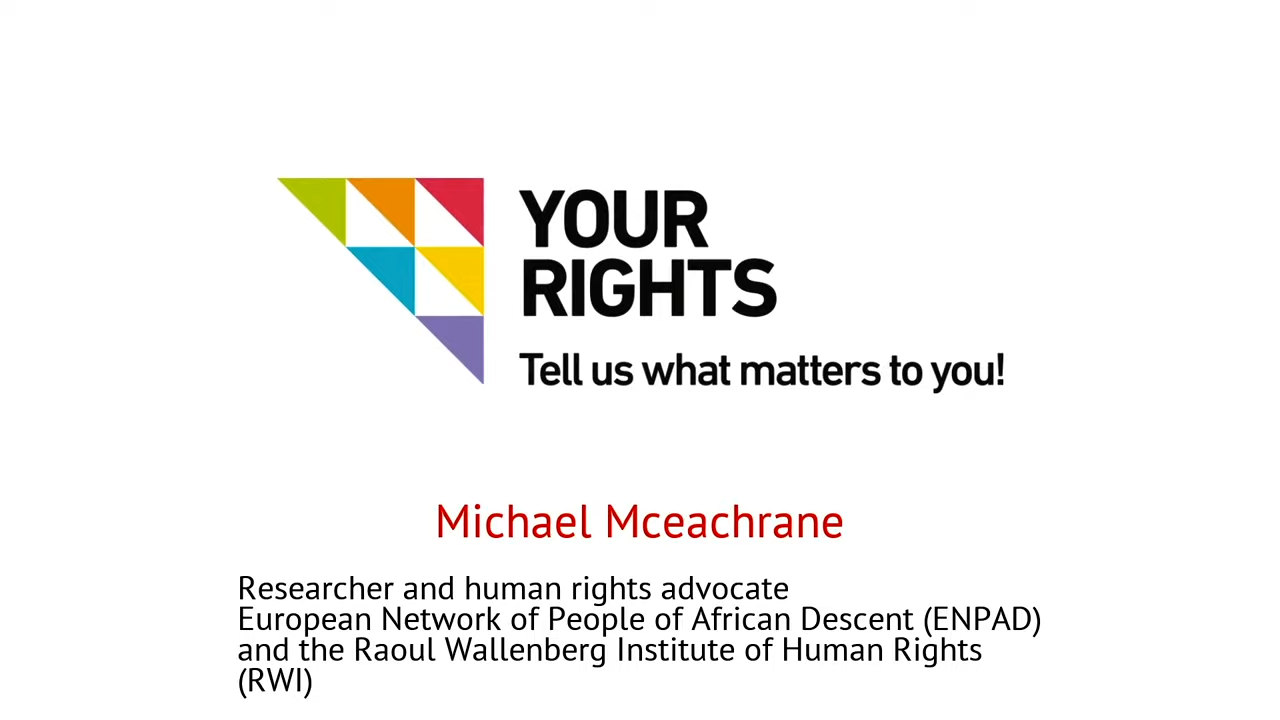 YOUR
RIGHTS
Tell us what matters to you!
Michael Mceachrane
Researcher and human rights advocate
European Network of People of African Descent (ENPAD)
and the Raoul Wallenberg Institute of Human Rights
(RWI)